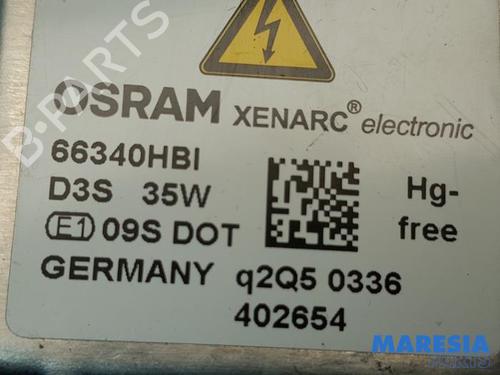 B-PARTS
OSRAM XENARC® electronic
66340HBI
D3S 35W
Hg-
free
E1 09S DOT
GERMANY q2Q5 0336
402654
MARESIA